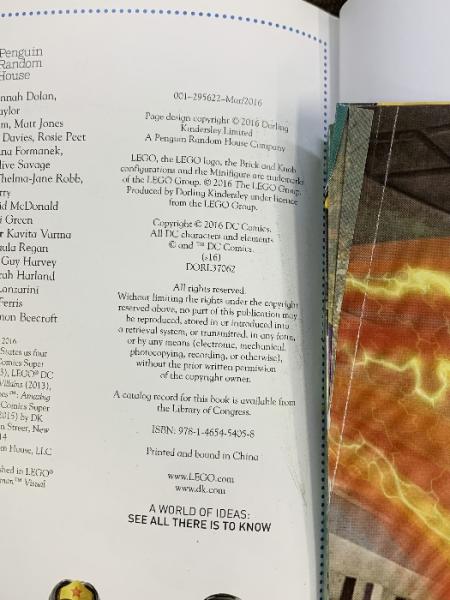 Penguin
Random
House
nnah Dolan,
aylor
m, Matt Jones
Davies, Rosie Peet
na Formanek,
live Savage
Thelma-Jane Robb,
rry
id McDonald
i Green
r Kavita Varma
ula Regan
Guy Harvey
rah Harland
Lanzarini
Ferris
mon Beecroft
2016
States us four
Comics Super
3), LEGO® DC
Villains (2013),
es™: Amazing
Comics Super
2015) by DK
n Street, New
14
m House, LLC
shed in LEGO®
Visual
001–295622–Mar/2016
Page design copyright © 2016 Dorling
Kindersley Limited
A Penguin Random House Company
LEGO, the LEGO logo, the Brick and Knob
configurations and the Minifigure are trademarks
of the LEGO Group. © 2016 The LEGO Group.
Produced by Dorling Kindersley under licence
from the LEGO Group.
Copyright © 2016 DC Comics.
All DC characters and elements
© and ™ DC Comics.
(s16)
DORL37062
All rights reserved.
Without limiting the rights under the copyright
reserved above, no part of this publication may
be reproduced, stored in or introduced into
a retrieval system, or transmitted, in any form,
or by any means (electronic, mechanical,
photocopying, recording, or otherwise),
without the prior written permission
of the copyright owner.
A catalog record for this book is available from
the Library of Congress.
ISBN: 978-1-4654-5405-8
Printed and bound in China
www.LEGO.com
www.dk.com
A WORLD OF IDEAS:
SEE ALL THERE IS TO KNOW